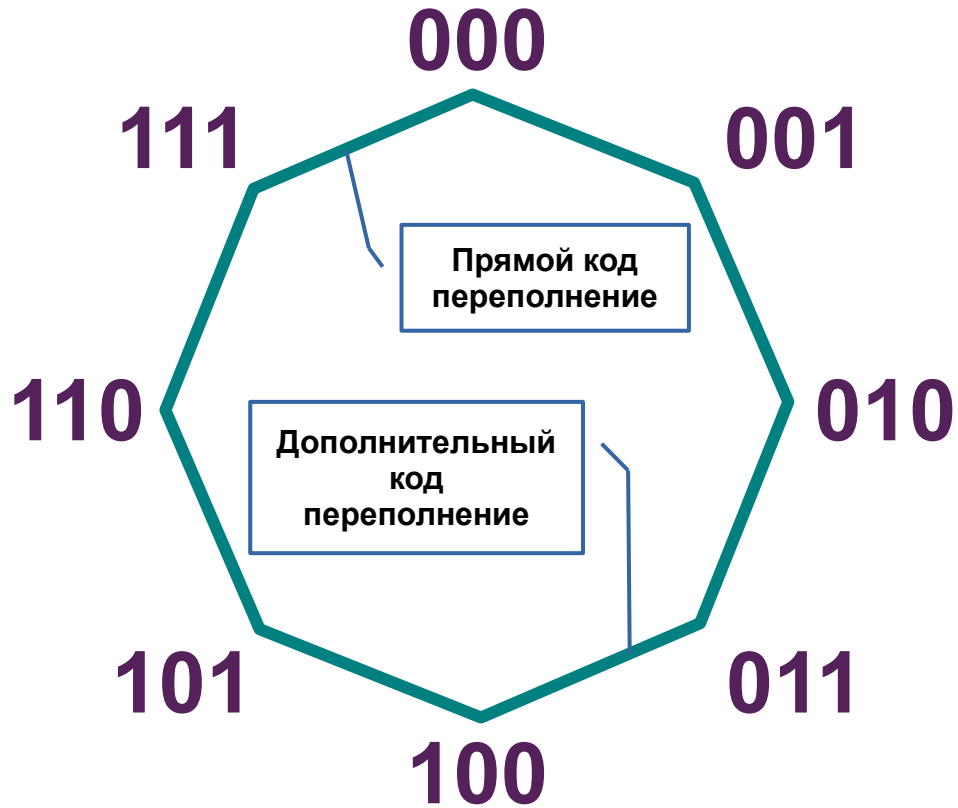 000
111
001
Прямой код
переполнение
110
010
Дополнительный
код
переполнение
101
011
100